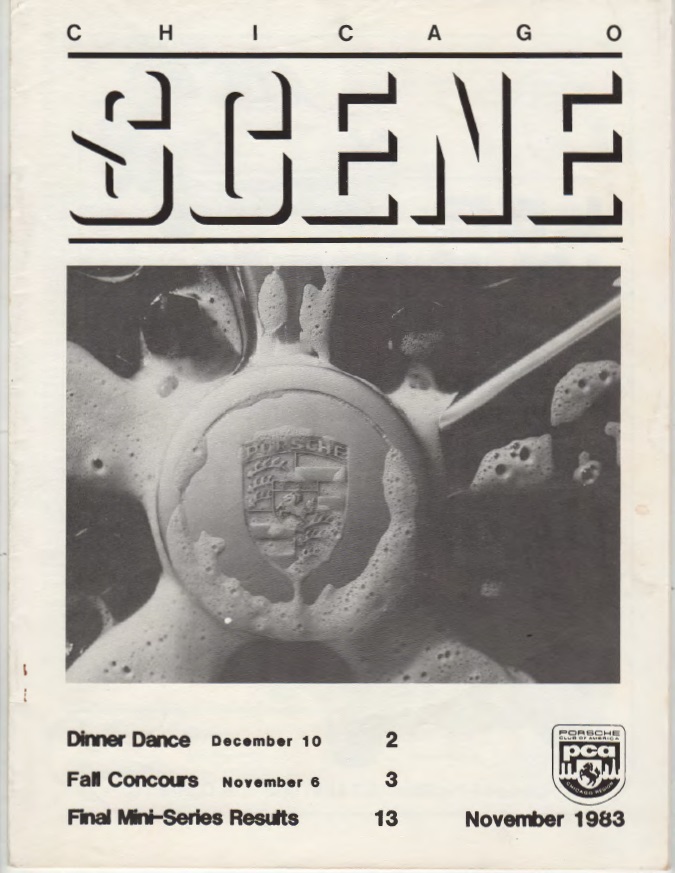 CHICAGO
SCENE
PORSCHE
Dinner Dance December 10 2
Fall Concours November 6 3
Final Mini-Series Results 13
PORSCHE
CLUB OF AMERICA
pca
CHICAGO REGION
November 1983